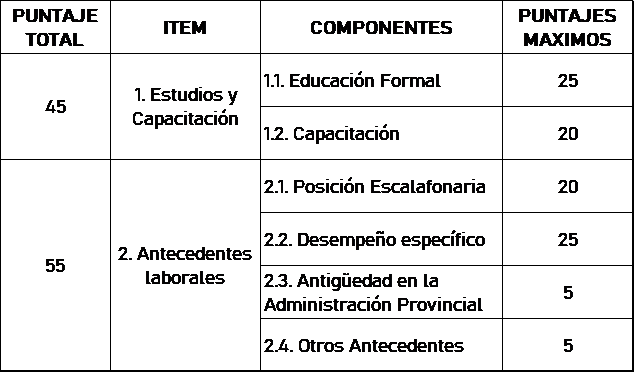 PUNTAJE TOTAL ITEM COMPONENTES PUNTAJES MAXIMOS
45
1. Estudios y
Capacitación
1.1. Educación Formal 25
1.2. Capacitación 20
55
2. Antecedentes
laborales
2.1. Posición Escalafonaria 20
2.2. Desempeño específico 25
2.3. Antigüedad en la
Administración Provincial 5
2.4. Otros Antecedentes 5